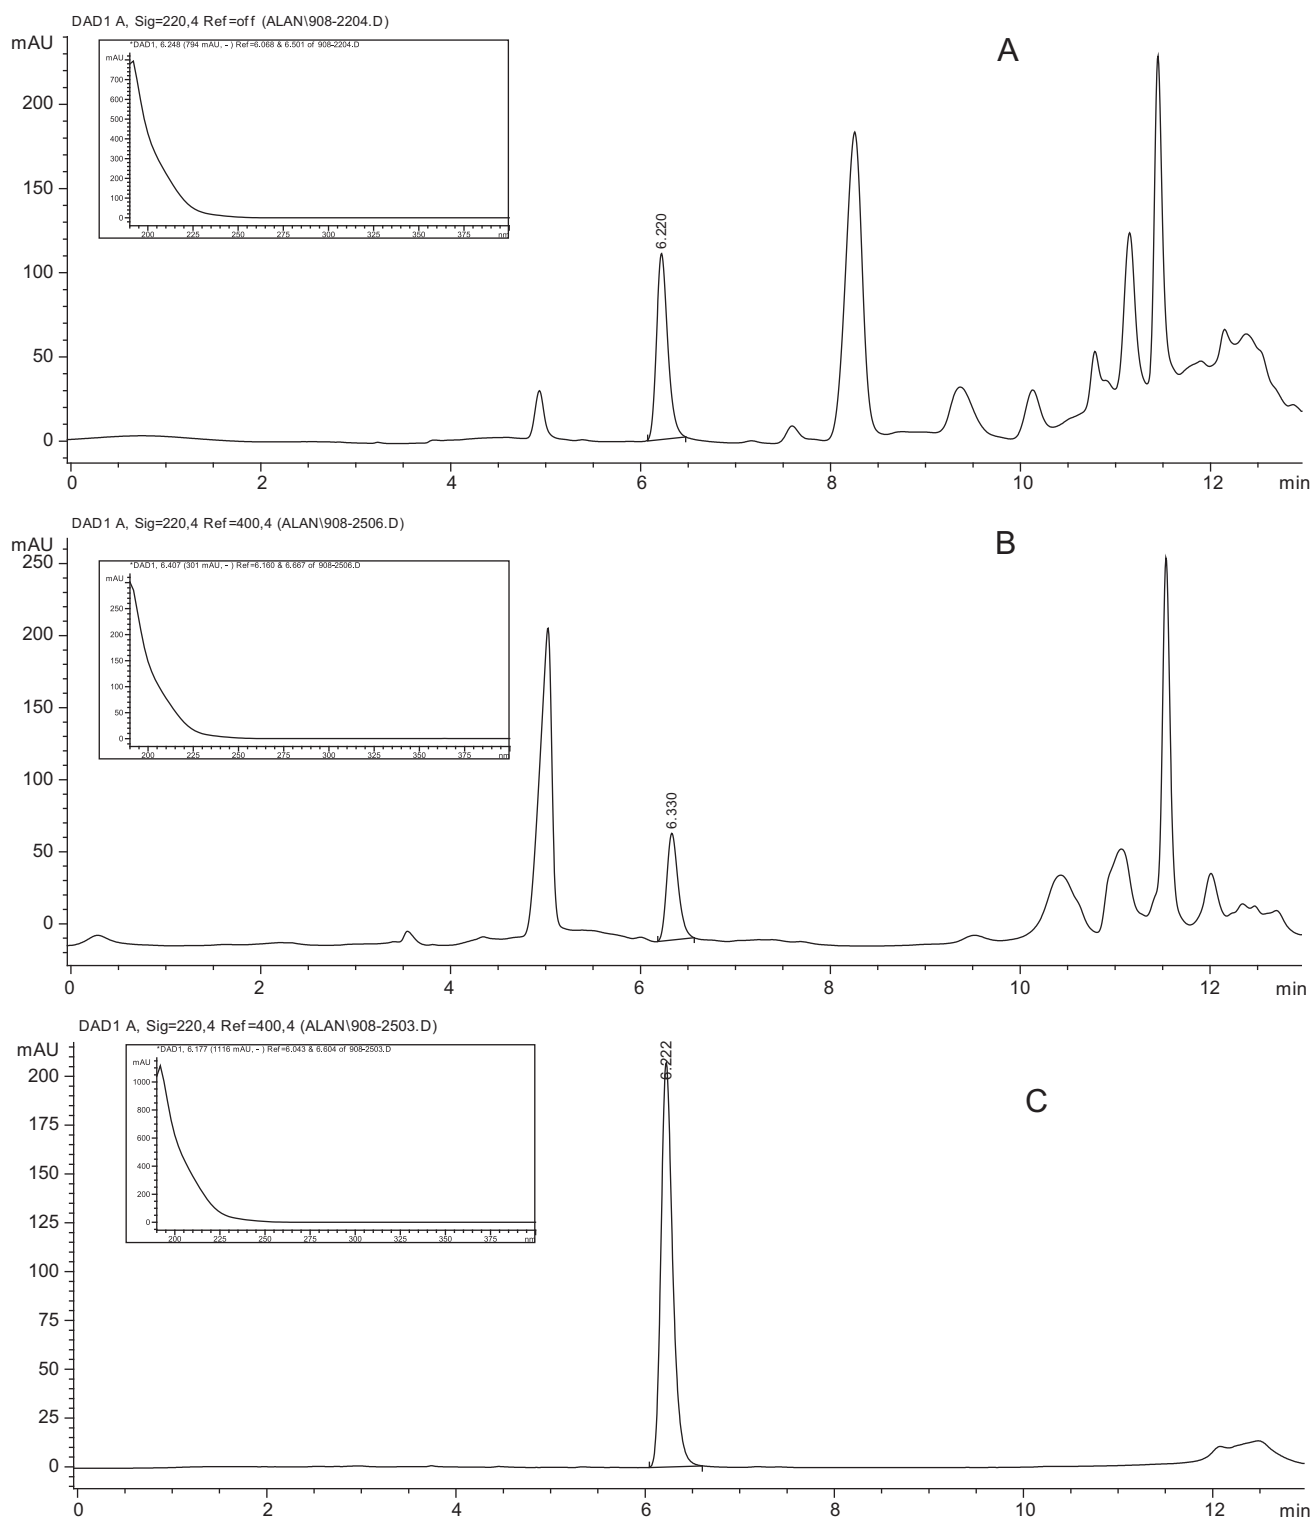 DAD1 A, Sig=220,4 Ref=off (ALAN\908-2204.D)
mAU
A
*DAD1, 6.248 (794 mAU, - ) Ref=6.068 & 6.501 of 908-2204.D
mAU
700
600
500
400
300
200
100
0
200 225 250 275 300 325 350 375 nm
200
150
100
50
0
6.220
0 2 4 6 8 10 12 min
DAD1 A, Sig=220,4 Ref=400,4 (ALAN\908-2506.D)
mAU
B
*DAD1, 6.407 (301 mAU, - ) Ref=6.160 & 6.667 of 908-2506.D
mAU
250
200
150
100
50
0
200 225 250 275 300 325 350 375 nm
250
200
150
100
50
0
6.330
0 2 4 6 8 10 12 min
DAD1 A, Sig=220,4 Ref=400,4 (ALAN\908-2503.D)
mAU
C
*DAD1, 6.177 (1116 mAU, - ) Ref=6.043 & 6.604 of 908-2503.D
mAU
1000
800
600
400
200
0
200 225 250 275 300 325 350 375 nm
200
175
150
125
100
75
50
25
0
6.222
0 2 4 6 8 10 12 min